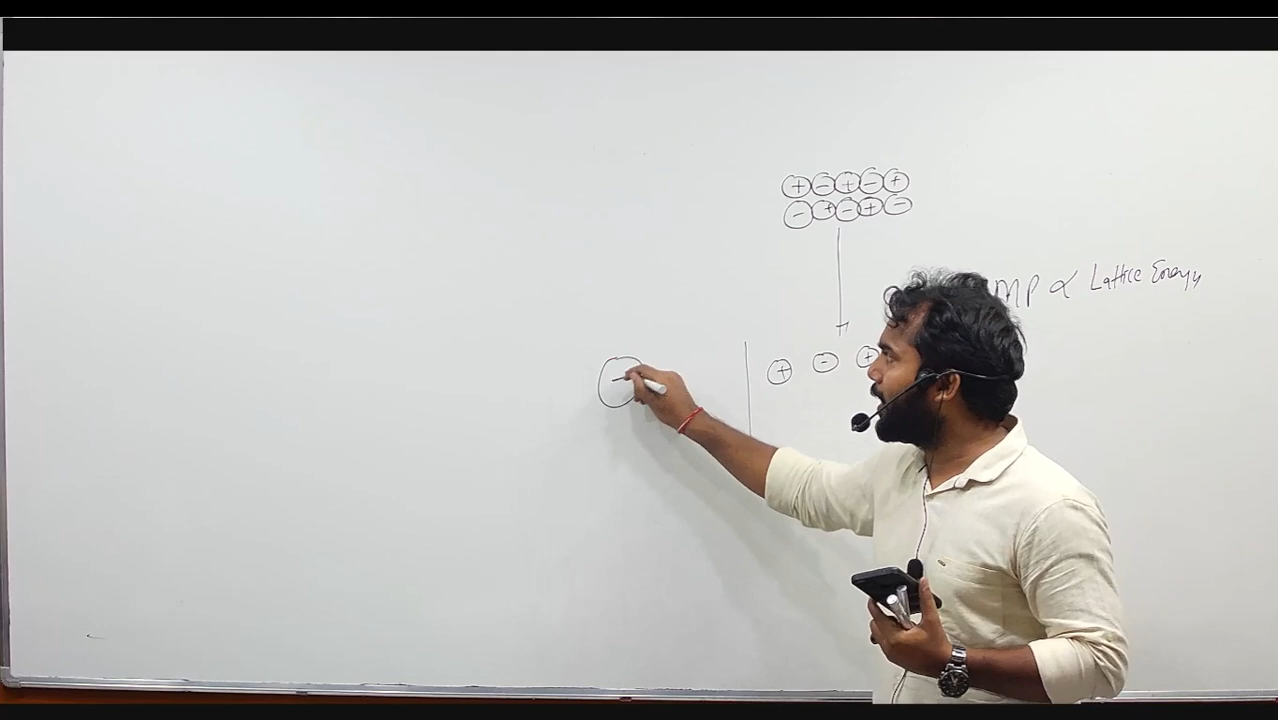 + - + - +
- + - + -
MP ∝ Lattice Energy
+ - +
-